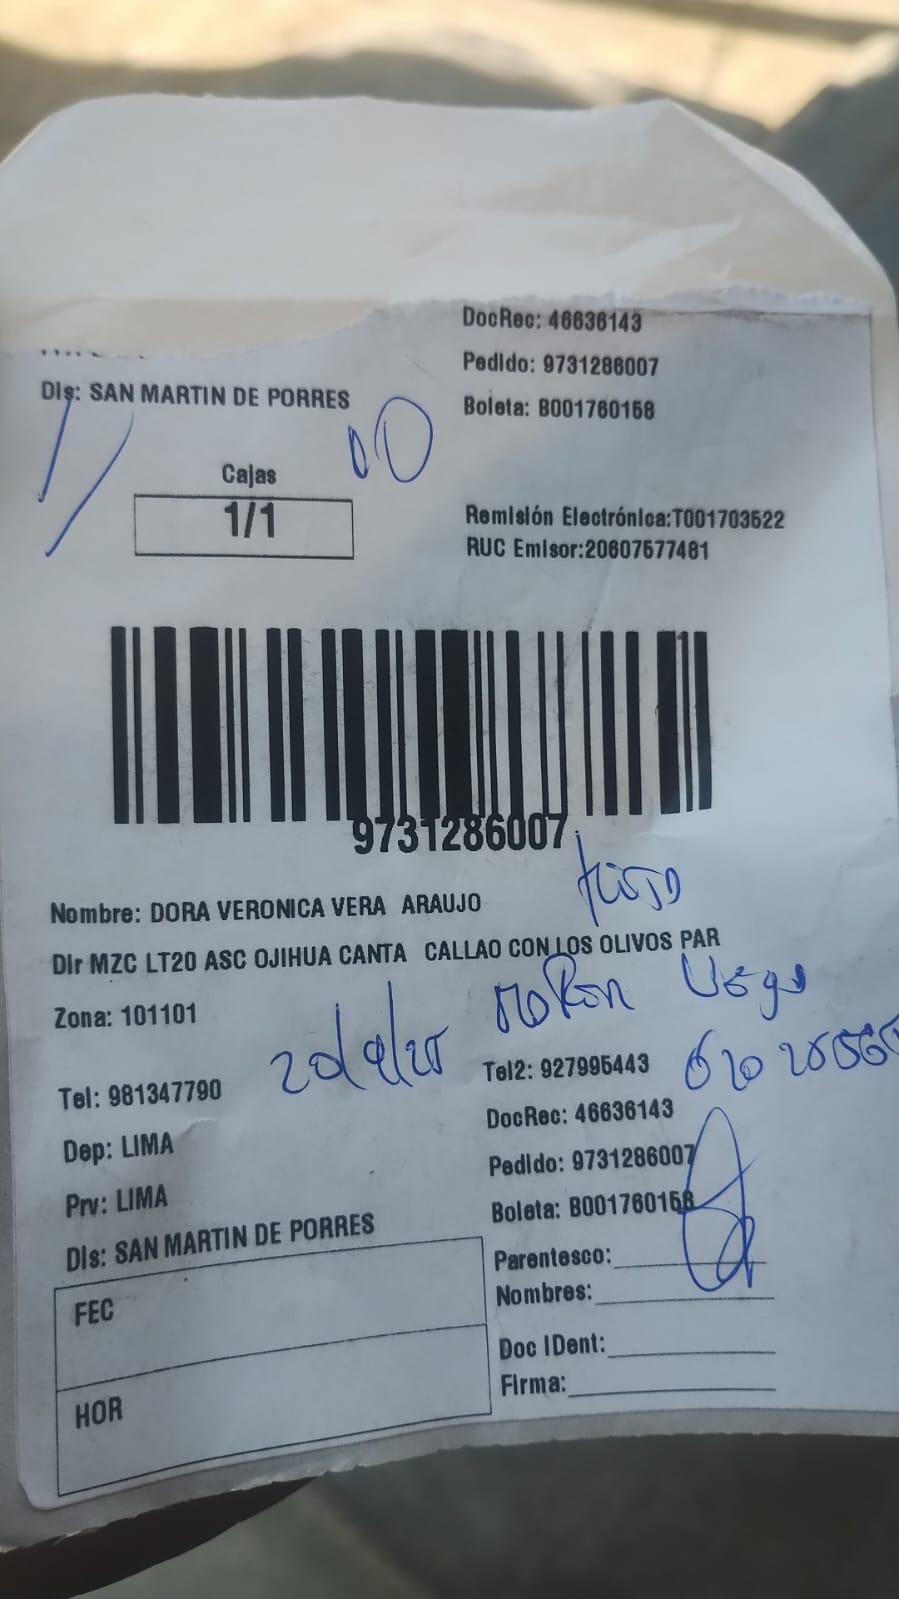 DocRec: 46636143
Pedido: 9731286007
Dis: SAN MARTIN DE PORRES
Boleta: B001760158
Cajas
1/1
Remisión Electrónica:T001703522
RUC Emisor:20607577481
9731286007
Nombre: DORA VERONICA VERA ARAUJO
Dir MZC LT20 ASC OJIHUA CANTA CALLAO CON LOS OLIVOS PAR
Zona: 101101
Tel: 981347790
Tel2: 927995443
DocRec: 46636143
Dep: LIMA
Pedido: 9731286007
Prv: LIMA
Boleta: B001760158
Dis: SAN MARTIN DE PORRES
Parentesco:
Nombres:
FEC
Doc IDent:
Firma:
HOR